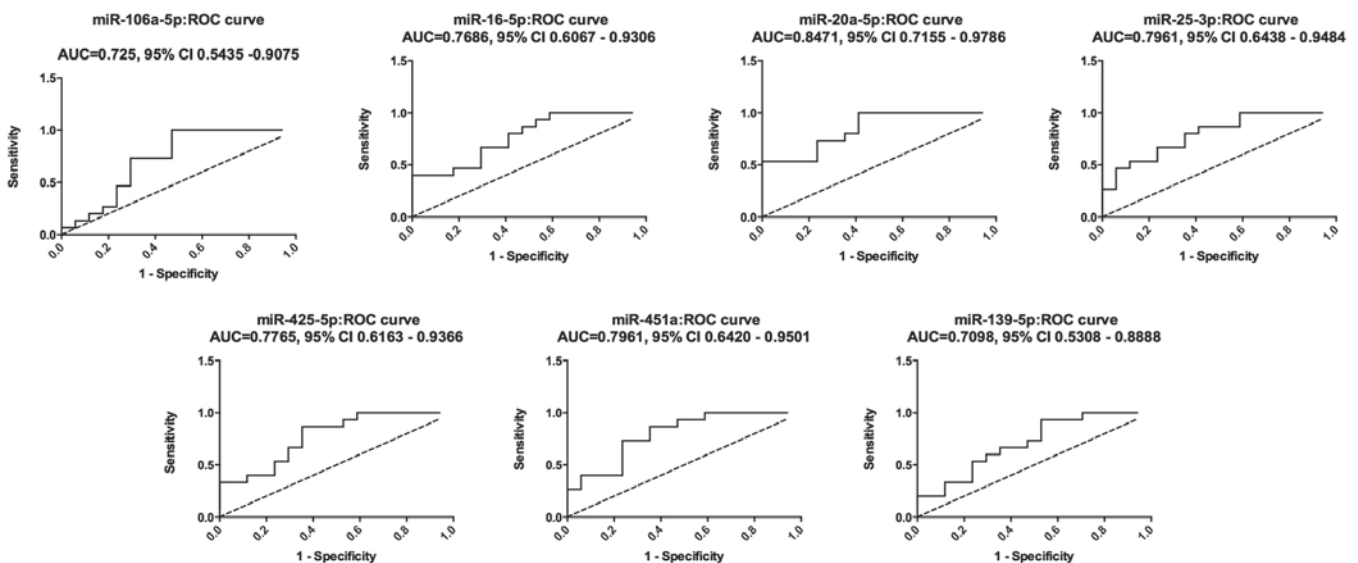 miR-106a-5p:ROC curve
AUC=0.725, 95% CI 0.5435 -0.9075
1.5
1.0
0.5
0.0
Sensitivity
0.0
0.2
0.4
0.6
0.8
1.0
1 - Specificity
miR-16-5p:ROC curve
AUC=0.7686, 95% CI 0.6067 - 0.9306
1.5
1.0
0.5
0.0
Sensitivity
0.0
0.2
0.4
0.6
0.8
1.0
1 - Specificity
miR-20a-5p:ROC curve
AUC=0.8471, 95% CI 0.7155 - 0.9786
1.5
1.0
0.5
0.0
Sensitivity
0.0
0.2
0.4
0.6
0.8
1.0
1 - Specificity
miR-25-3p:ROC curve
AUC=0.7961, 95% CI 0.6438 - 0.9484
1.5
1.0
0.5
0.0
Sensitivity
0.0
0.2
0.4
0.6
0.8
1.0
1 - Specificity
miR-425-5p:ROC curve
AUC=0.7765, 95% CI 0.6163 - 0.9366
1.5
1.0
0.5
0.0
Sensitivity
0.0
0.2
0.4
0.6
0.8
1.0
1 - Specificity
miR-451a:ROC curve
AUC=0.7961, 95% CI 0.6420 - 0.9501
1.5
1.0
0.5
0.0
Sensitivity
0.0
0.2
0.4
0.6
0.8
1.0
1 - Specificity
miR-139-5p:ROC curve
AUC=0.7098, 95% CI 0.5308 - 0.8888
1.5
1.0
0.5
0.0
Sensitivity
0.0
0.2
0.4
0.6
0.8
1.0
1 - Specificity